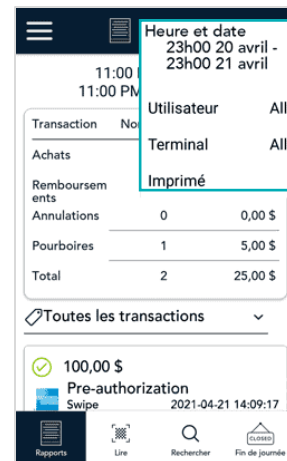 Heure et date
23h00 20 avril -
23h00 21 avril
11:00
11:00 PM
Utilisateur All
Terminal All
Imprimé
Transaction
Achats
Remboursem
ents
Annulations 0 0,00 $
Pourboires 1 5,00 $
Total 2 25,00 $
Toutes les transactions
100,00 $
Pre-authorization
Swipe 2021-04-21 14:09:17
CLOSED
Rapports Lire Rechercher Fin de journée